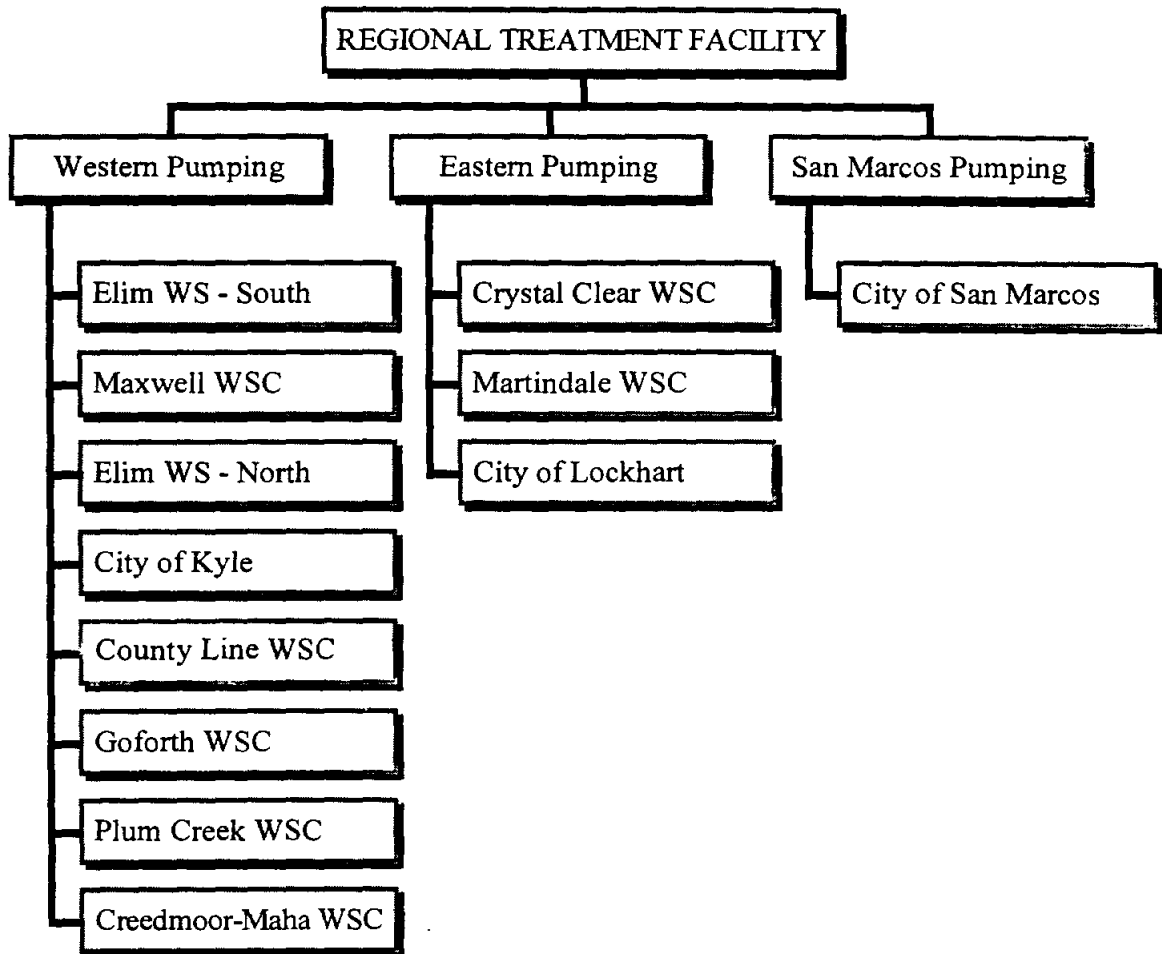 REGIONAL TREATMENT FACILITY
Western Pumping
Eastern Pumping
San Marcos Pumping
Elim WS - South
Maxwell WSC
Elim WS - North
City of Kyle
County Line WSC
Goforth WSC
Plum Creek WSC
Creedmoor-Maha WSC
Crystal Clear WSC
Martindale WSC
City of Lockhart
City of San Marcos